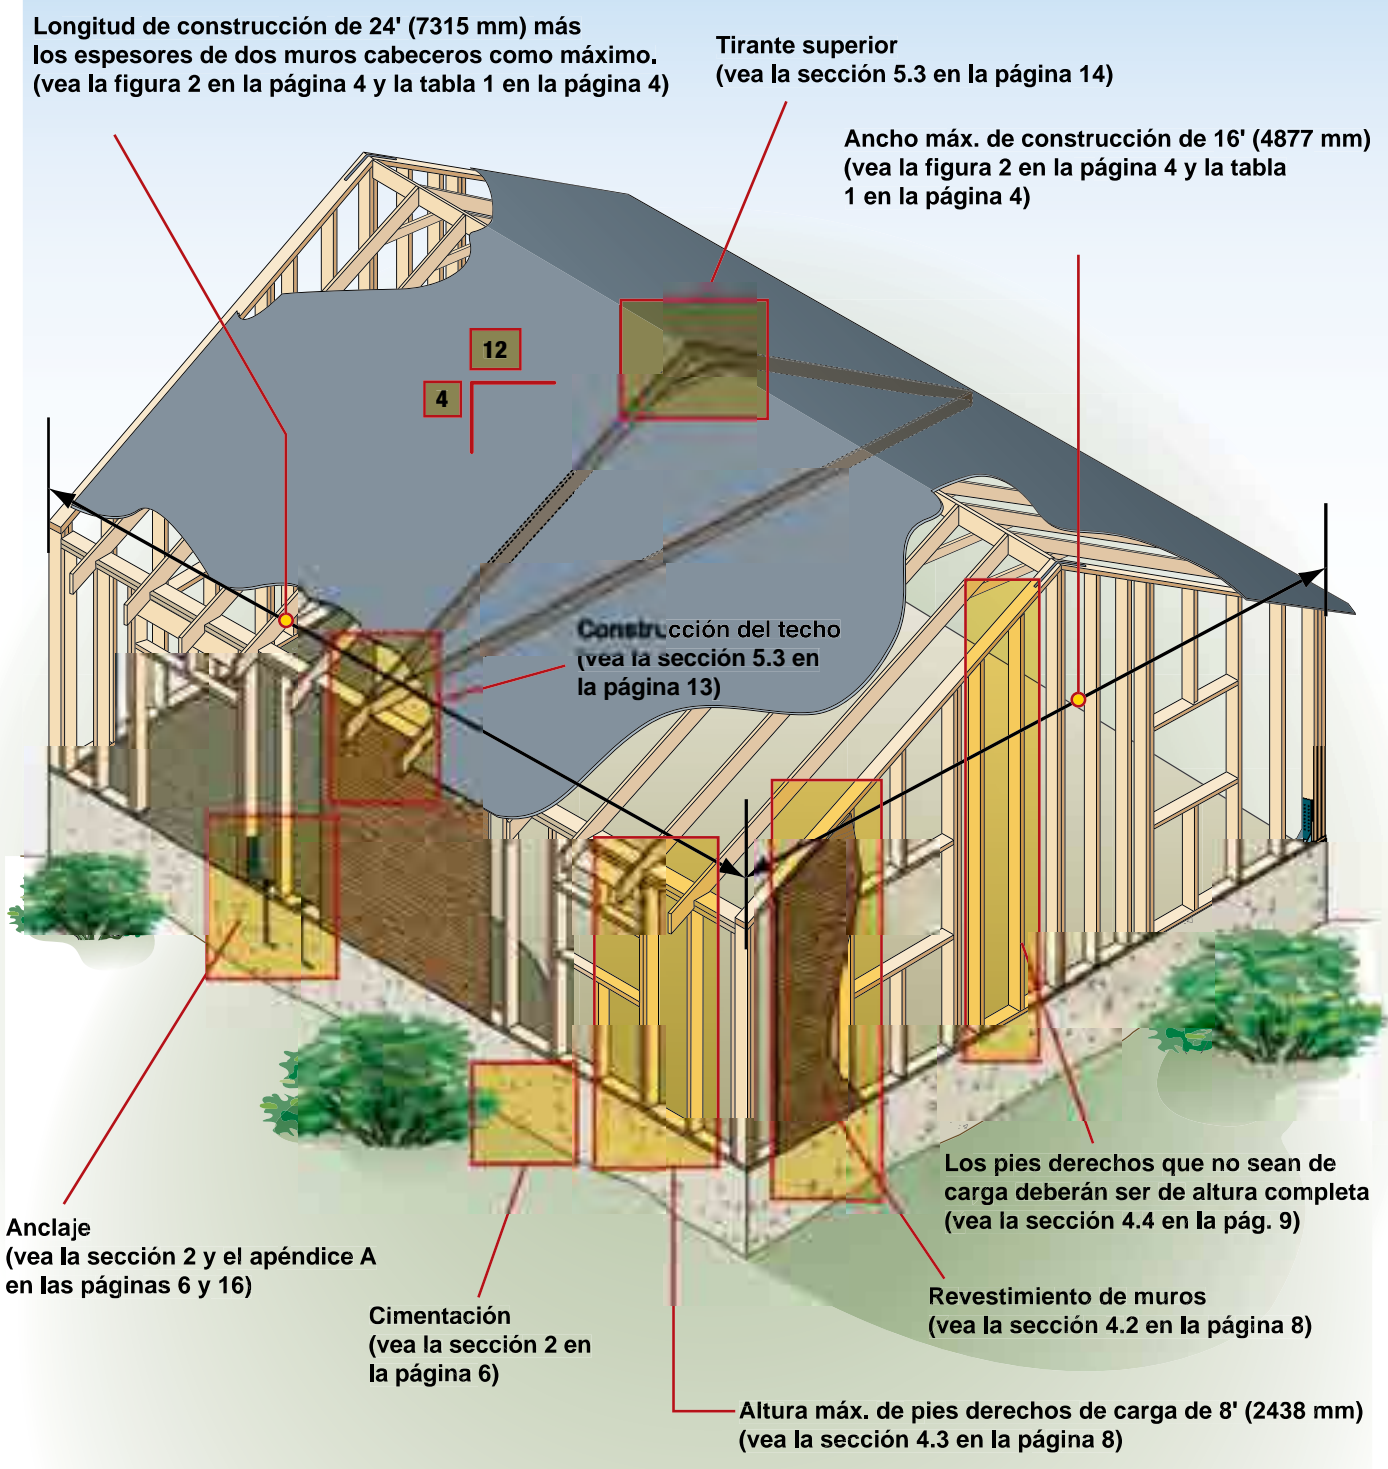 Longitud de construcción de 24' (7315 mm) más
los espesores de dos muros cabeceros como máximo.
(vea la figura 2 en la página 4 y la tabla 1 en la página 4)
Tirante superior
(vea la sección 5.3 en la página 14)
Ancho máx. de construcción de 16' (4877 mm)
(vea la figura 2 en la página 4 y la tabla
1 en la página 4)
12
4
Construcción del techo
(vea la sección 5.3 en
la página 13)
Los pies derechos que no sean de
carga deberán ser de altura completa
(vea la sección 4.4 en la pág. 9)
Anclaje
(vea la sección 2 y el apéndice A
en las páginas 6 y 16)
Revestimiento de muros
(vea la sección 4.2 en la página 8)
Cimentación
(vea la sección 2 en
la página 6)
Altura máx. de pies derechos de carga de 8' (2438 mm)
(vea la sección 4.3 en la página 8)